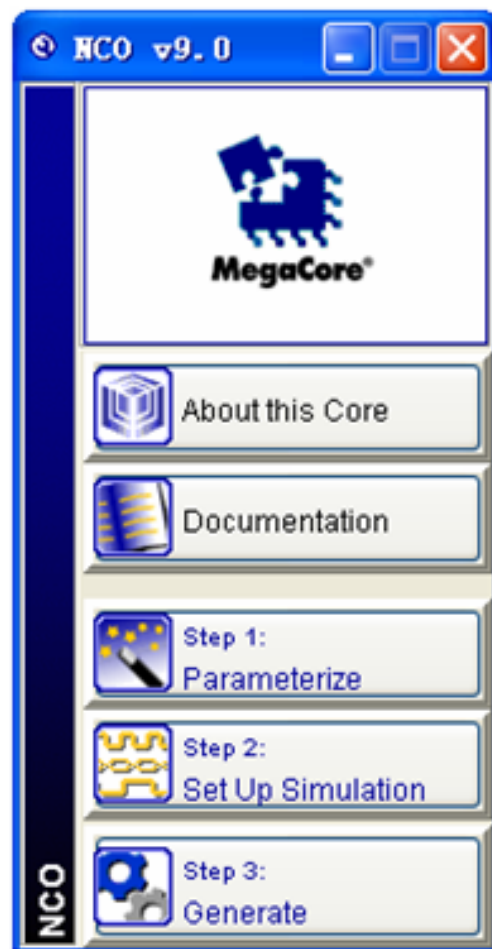 NCO v9.0
MegaCore®
About this Core
Documentation
Step 1:
Parameterize
Step 2:
Set Up Simulation
Step 3:
Generate
NCO